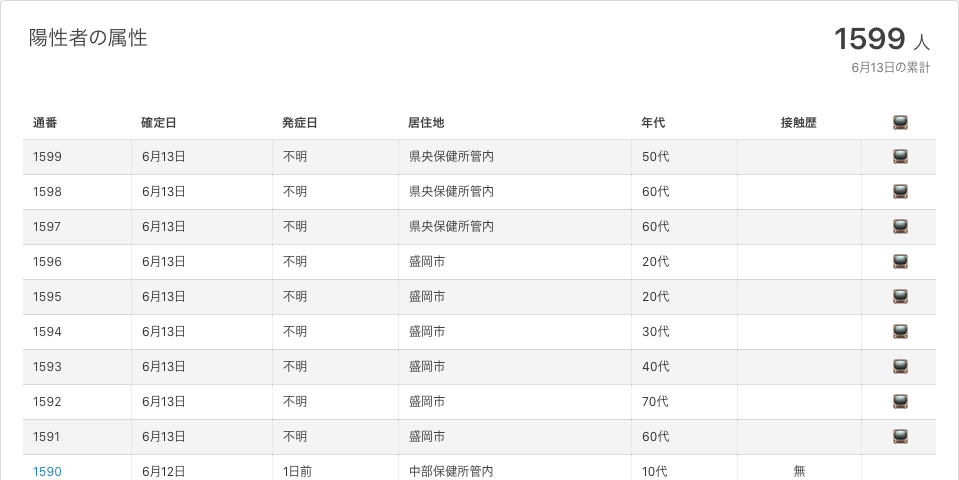 陽性者の属性
1599 人
6月13日の累計
通番 確定日 発症日 居住地 年代 接触歴
1599 6月13日 不明 県央保健所管内 50代
1598 6月13日 不明 県央保健所管内 60代
1597 6月13日 不明 県央保健所管内 60代
1596 6月13日 不明 盛岡市 20代
1595 6月13日 不明 盛岡市 20代
1594 6月13日 不明 盛岡市 30代
1593 6月13日 不明 盛岡市 40代
1592 6月13日 不明 盛岡市 70代
1591 6月13日 不明 盛岡市 60代
1590 6月12日 1日前 中部保健所管内 10代 無